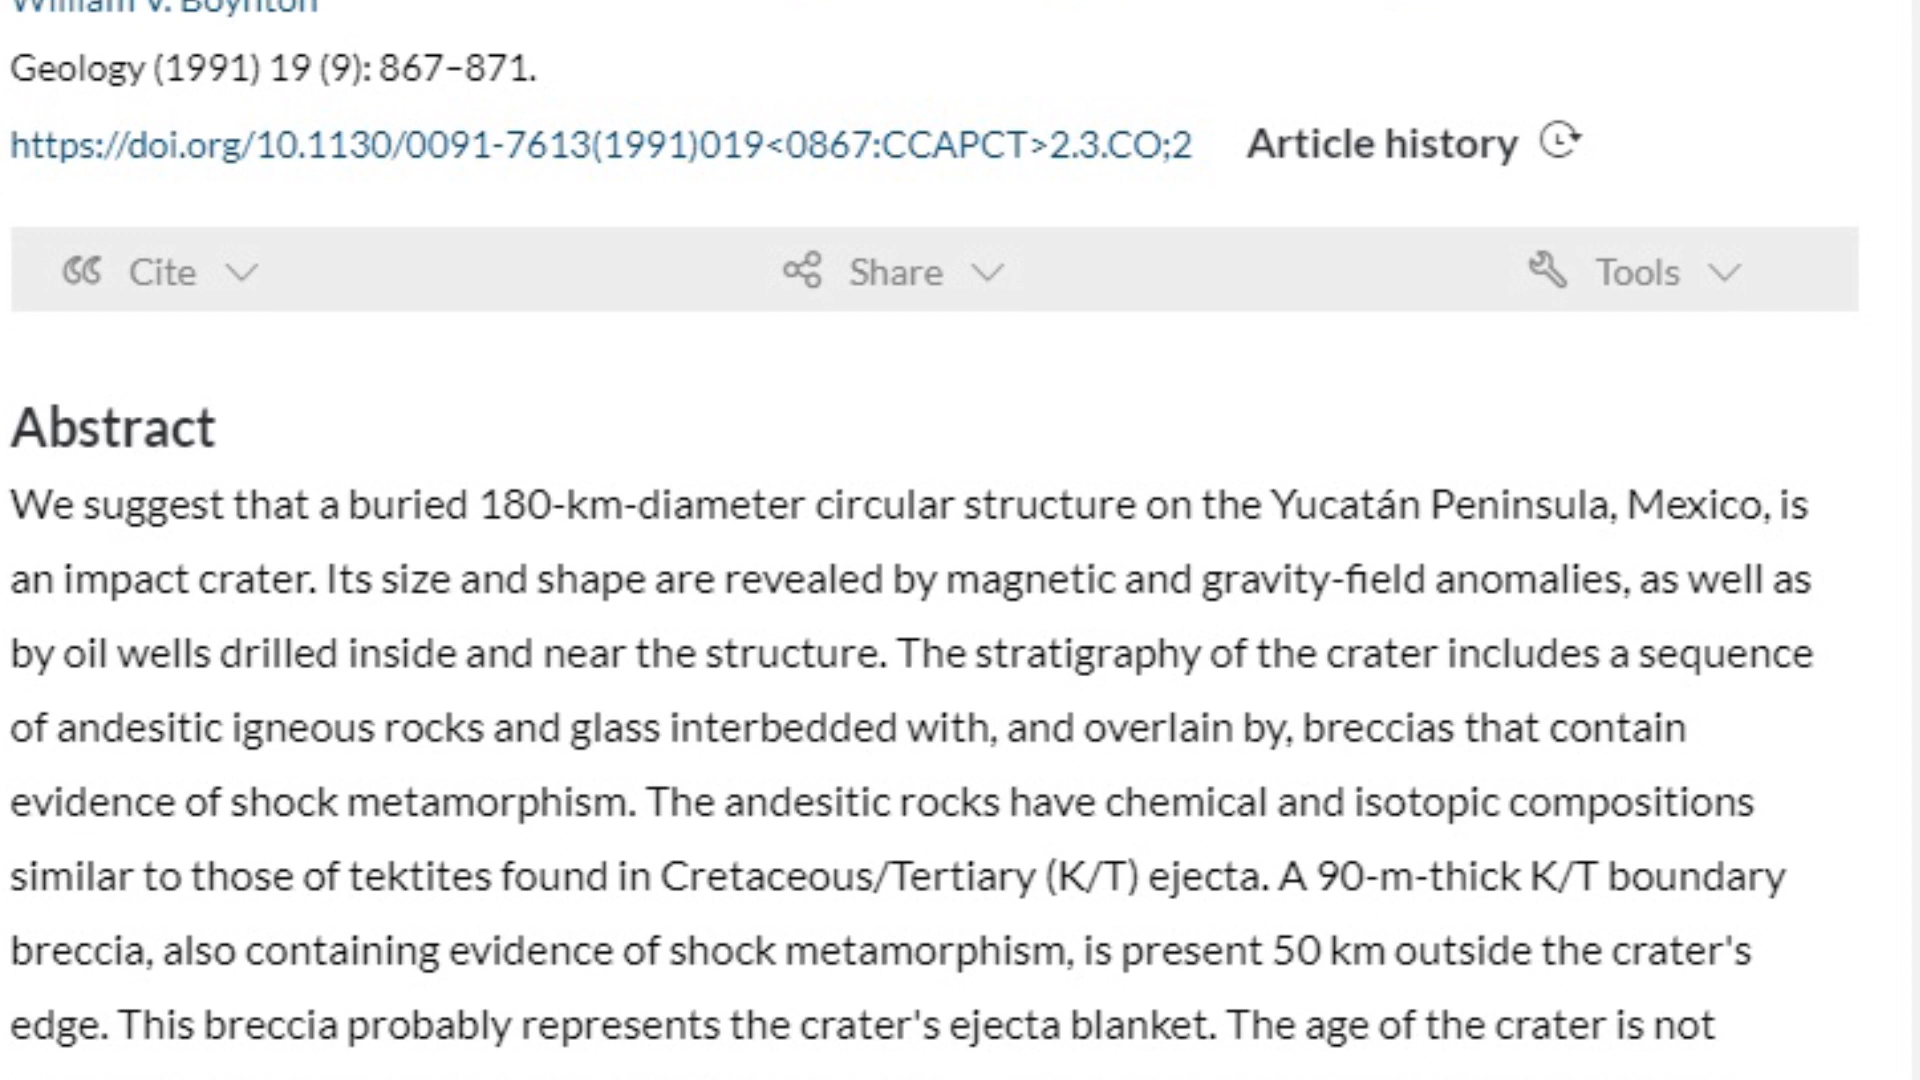 William V. Boynton
Geology (1991) 19 (9): 867–871.
https://doi.org/10.1130/0091-7613(1991)019<0867:CCAPCT>2.3.CO;2 Article history
Cite Share Tools
Abstract
We suggest that a buried 180-km-diameter circular structure on the Yucatán Peninsula, Mexico, is
an impact crater. Its size and shape are revealed by magnetic and gravity-field anomalies, as well as
by oil wells drilled inside and near the structure. The stratigraphy of the crater includes a sequence
of andesitic igneous rocks and glass interbedded with, and overlain by, breccias that contain
evidence of shock metamorphism. The andesitic rocks have chemical and isotopic compositions
similar to those of tektites found in Cretaceous/Tertiary (K/T) ejecta. A 90-m-thick K/T boundary
breccia, also containing evidence of shock metamorphism, is present 50 km outside the crater's
edge. This breccia probably represents the crater's ejecta blanket. The age of the crater is not